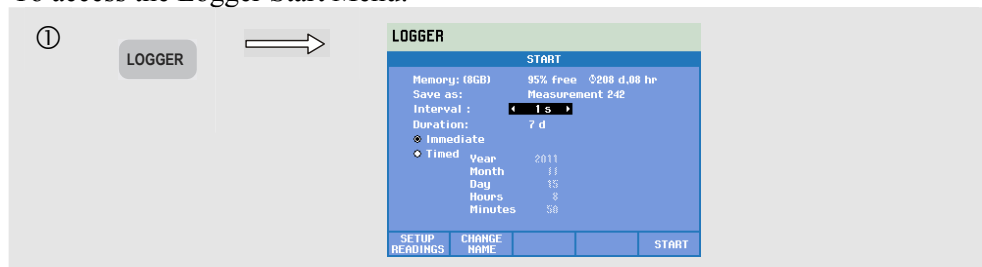 To access the Logger Start Menu:
①
LOGGER
LOGGER
START
Memory: (8GB) 95% free 208 d,08 hr
Save as: Measurement 242
Interval : 1 s
Duration: 7 d
Immediate
Timed
Year 2011
Month 11
Day 15
Hours 8
Minutes 50
SETUP READINGS CHANGE NAME START